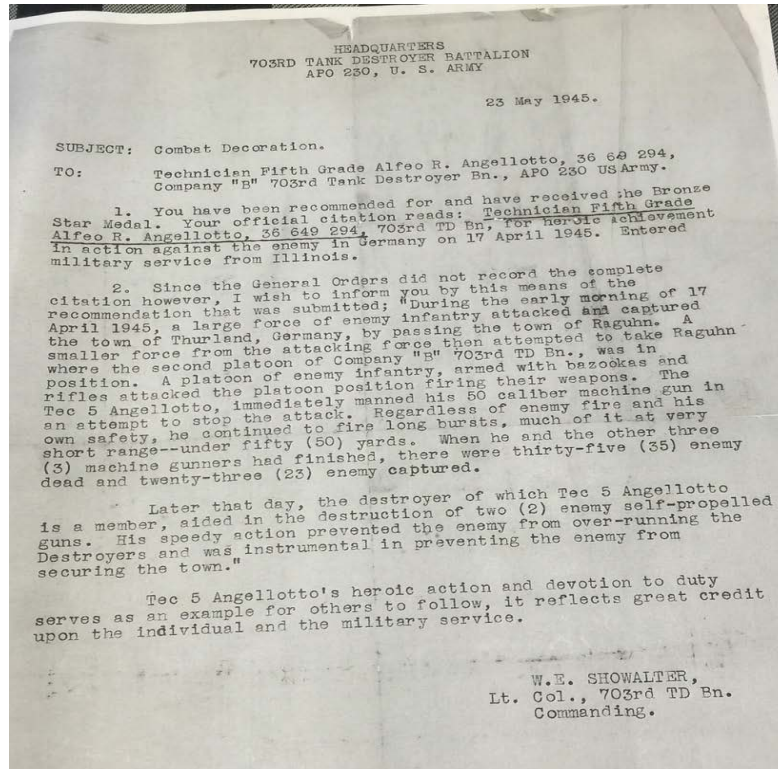 HEADQUARTERS
703RD TANK DESTROYER BATTALION
APO 230, U. S. ARMY
23 May 1945.
SUBJECT: Combat Decoration.
TO: Technician Fifth Grade Alfeo R. Angellotto, 36 649 294,
Company "B" 703rd Tank Destroyer Bn., APO 230 US Army.
1. You have been recommended for and have received the Bronze
Star Medal. Your official citation reads: Technician Fifth Grade
Alfeo R. Angellotto, 36 649 294, 703rd TD Bn, for heroic achievement
in action against the enemy in Germany on 17 April 1945. Entered
military service from Illinois.
2. Since the General Orders did not record the complete
citation however, I wish to inform you by this means of the
recommendation that was submitted; "During the early morning of 17
April 1945, a large force of enemy infantry attacked and captured
the town of Thurland, Germany, by passing the town of Raguhn. A
smaller force from the attacking force then attempted to take Raguhn
where the second platoon of Company "B" 703rd TD Bn., was in
position. A platoon of enemy infantry, armed with bazookas and
rifles attacked the platoon position firing their weapons. The
Tec 5 Angellotto, immediately manned his 50 caliber machine gun in
an attempt to stop the attack. Regardless of enemy fire and his
own safety, he continued to fire long bursts, much of it at very
short range--under fifty (50) yards. When he and the other three
(3) machine gunners had finished, there were thirty-five (35) enemy
dead and twenty-three (23) enemy captured.
Later that day, the destroyer of which Tec 5 Angellotto
is a member, aided in the destruction of two (2) enemy self-propelled
guns. His speedy action prevented the enemy from over-running the
Destroyers and was instrumental in preventing the enemy from
securing the town."
Tec 5 Angellotto's heroic action and devotion to duty
serves as an example for others to follow, it reflects great credit
upon the individual and the military service.
W.E. SHOWALTER,
Lt. Col., 703rd TD Bn.
Commanding.